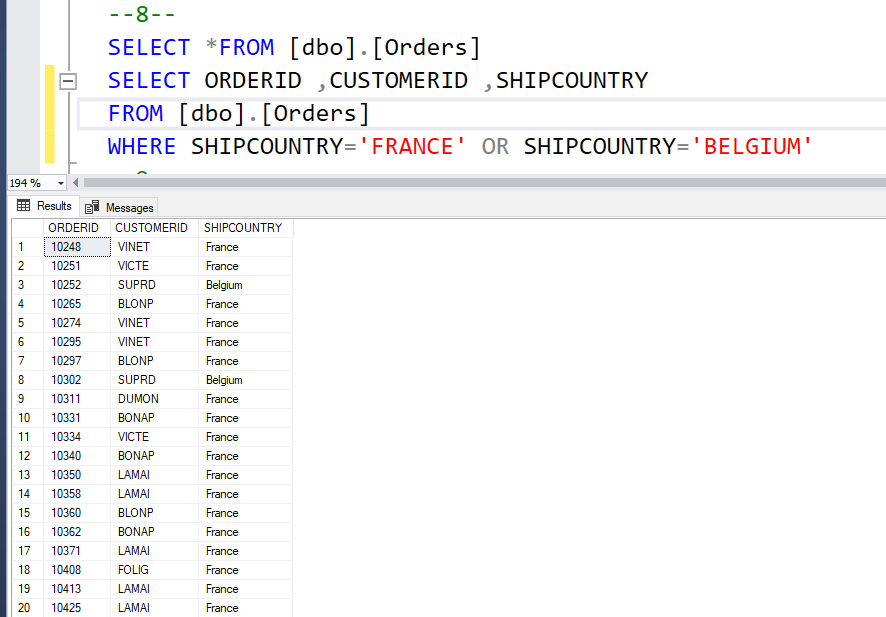 --8--
SELECT *FROM [dbo].[Orders]
SELECT ORDERID ,CUSTOMERID ,SHIPCOUNTRY
FROM [dbo].[Orders]
WHERE SHIPCOUNTRY='FRANCE' OR SHIPCOUNTRY='BELGIUM'
194 %
Results Messages
ORDERID CUSTOMERID SHIPCOUNTRY
1 10248 VINET France
2 10251 VICTE France
3 10252 SUPRD Belgium
4 10265 BLONP France
5 10274 VINET France
6 10295 VINET France
7 10297 BLONP France
8 10302 SUPRD Belgium
9 10311 DUMON France
10 10331 BONAP France
11 10334 VICTE France
12 10340 BONAP France
13 10350 LAMAI France
14 10358 LAMAI France
15 10360 BLONP France
16 10362 BONAP France
17 10371 LAMAI France
18 10408 FOLIG France
19 10413 LAMAI France
20 10425 LAMAI France